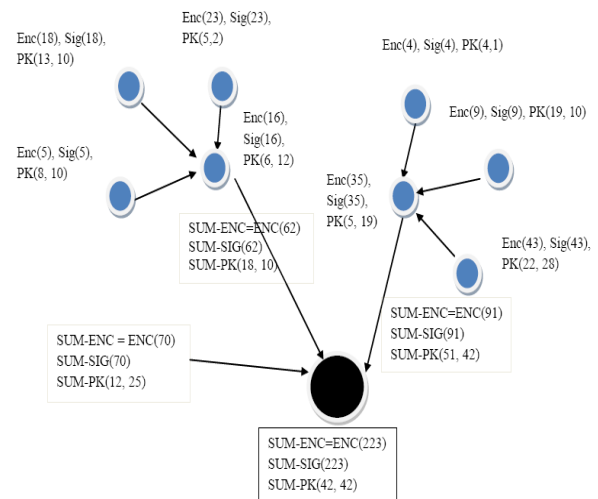 Enc(18), Sig(18),
PK(13, 10)
Enc(23), Sig(23),
PK(5,2)
Enc(4), Sig(4), PK(4,1)
Enc(16),
Sig(16),
PK(6, 12)
Enc(9), Sig(9), PK(19, 10)
Enc(5), Sig(5),
PK(8, 10)
Enc(35),
Sig(35),
PK(5, 19)
SUM-ENC=ENC(62)
SUM-SIG(62)
SUM-PK(18, 10)
Enc(43), Sig(43),
PK(22, 28)
SUM-ENC=ENC(91)
SUM-SIG(91)
SUM-PK(51, 42)
SUM-ENC = ENC(70)
SUM-SIG(70)
SUM-PK(12, 25)
SUM-ENC=ENC(223)
SUM-SIG(223)
SUM-PK(42, 42)